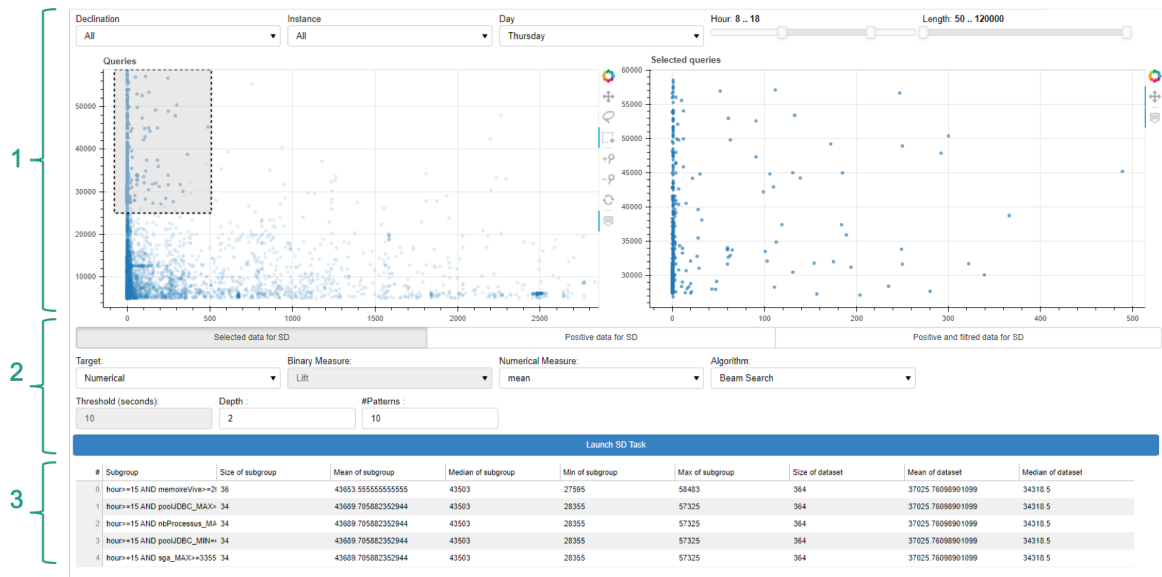 Declination Instance Day Hour: 8 .. 18 Length: 50 .. 120000
All All Thursday
Queries Selected queries
60000
55000
50000
45000
40000
35000
30000
50000
40000
30000
20000
10000
0 500 1000 1500 2000 2500
0 100 200 300 400 500
1
Selected data for SD Positive data for SD Positive and filtred data for SD
Target: Binary Measure: Numerical Measure: Algorithm:
Numerical Lift mean Beam Search
2
Threshold (seconds): Depth : #Patterns :
10 2 10
Launch SD Task
# Subgroup Size of subgroup Mean of subgroup Median of subgroup Min of subgroup Max of subgroup Size of dataset Mean of dataset Median of dataset
0 hour>=15 AND memoireVive>=2( 36 43653.555555555555 43503 27595 58483 364 37025.76098901099 34318.5
1 hour>=15 AND poolJDBC_MAX> 34 43689.705882352944 43503 28355 57325 364 37025.76098901099 34318.5
3
2 hour>=15 AND nbProcessus_MA 34 43689.705882352944 43503 28355 57325 364 37025.76098901099 34318.5
3 hour>=15 AND poolJDBC_MIN=< 34 43689.705882352944 43503 28355 57325 364 37025.76098901099 34318.5
4 hour>=15 AND sga_MAX>=3355 34 43689.705882352944 43503 28355 57325 364 37025.76098901099 34318.5